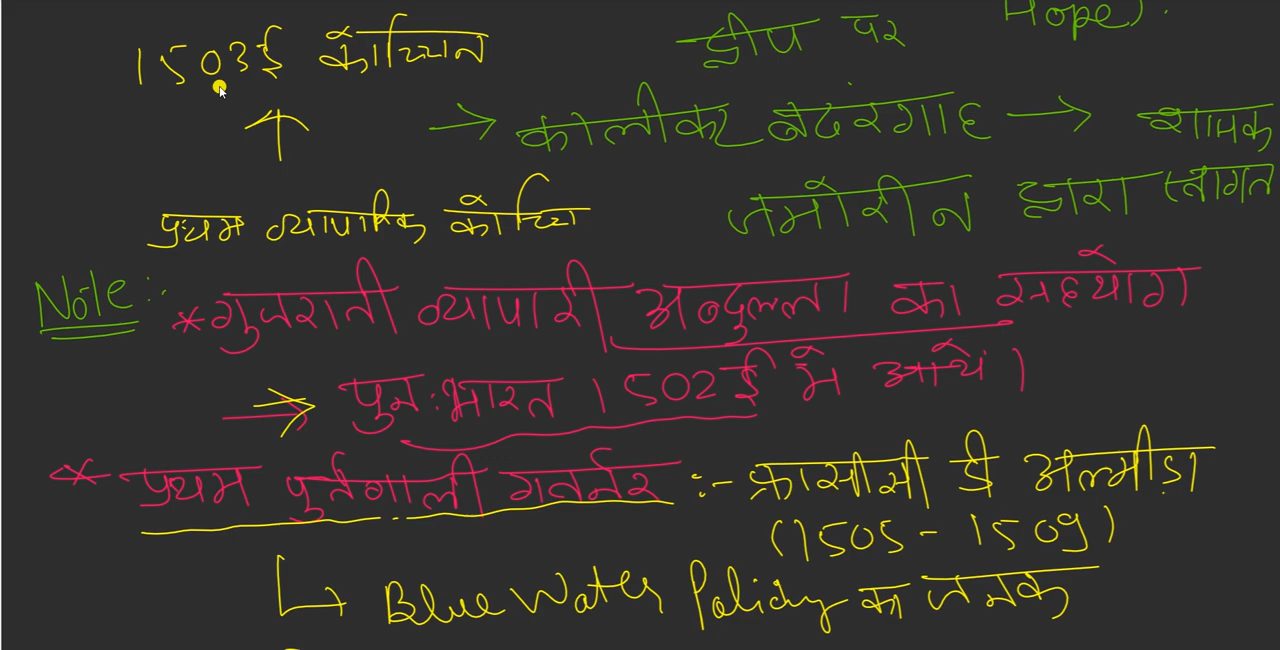 Hope).
द्वीप पर
1503ई कोच्चिन
→ कालीकट बंदरगाह → शासक
जमोरीन द्वारा स्वागत
↑
प्रथम व्यापारिक कोठि
Note:-
*गुजराती व्यापारी अब्दुल्ला का सहयोग
→ पुनः भारत 1502ई में आये।
* प्रथम पुर्तगाली गवर्नर :- फ्रांसीसी डी अल्मीडा
(1505 - 1509)
↳ Blue Water Policy का जनक